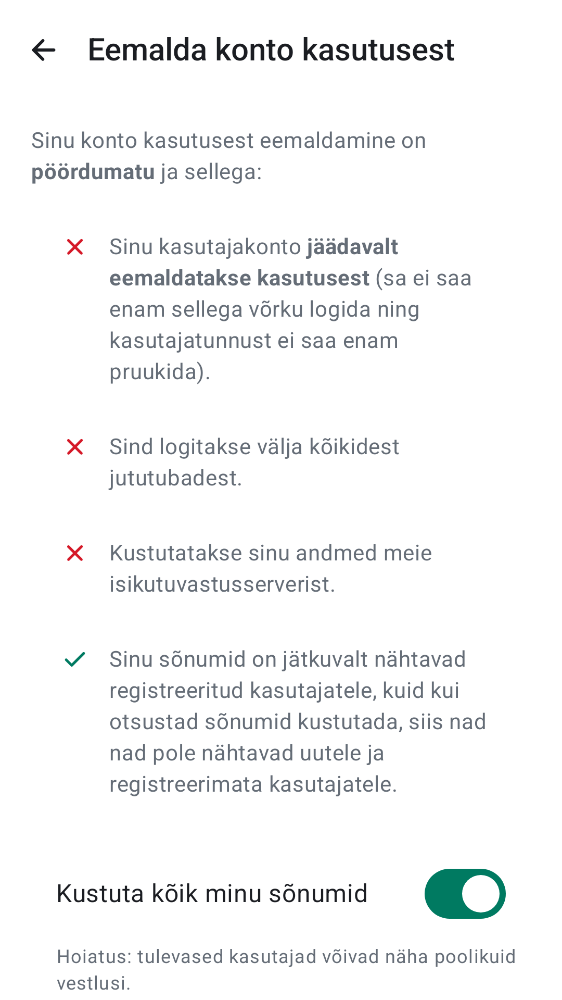 Eemalda konto kasutusest
Sinu konto kasutusest eemaldamine on
pöördumatu ja sellega:
Sinu kasutajakonto jäädavalt
eemaldatakse kasutusest (sa ei saa
enam sellega võrku logida ning
kasutajatunnust ei saa enam
pruukida).
Sind logitakse välja kõikidest
jututubadest.
Kustutatakse sinu andmed meie
isikutuvastusserverist.
Sinu sõnumid on jätkuvalt nähtavad
registreeritud kasutajatele, kuid kui
otsustad sõnumid kustutada, siis nad
nad pole nähtavad uutele ja
registreerimata kasutajatele.
Kustuta kõik minu sõnumid
Hoiatus: tulevased kasutajad võivad näha poolikuid
vestlusi.